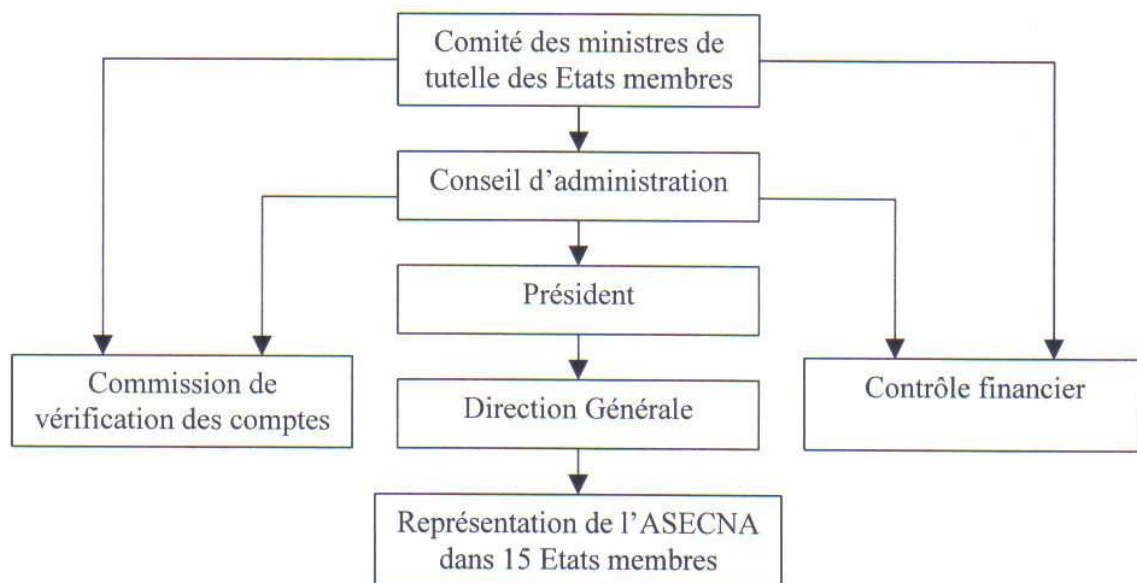 Comité des ministres de
tutelle des Etats membres
Conseil d’administration
Président
Commission de
vérification des comptes
Direction Générale
Contrôle financier
Représentation de l’ASECNA
dans 15 Etats membres